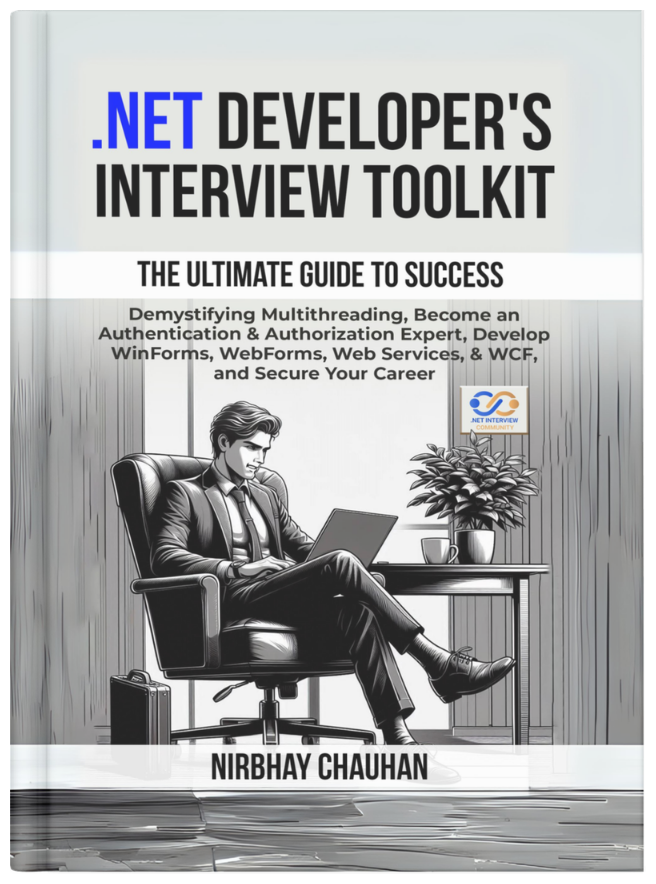 .NET DEVELOPER'S
INTERVIEW TOOLKIT
THE ULTIMATE GUIDE TO SUCCESS
Demystifying Multithreading, Become an
Authentication & Authorization Expert, Develop
WinForms, WebForms, Web Services, & WCF,
and Secure Your Career
.NET INTERVIEW
COMMUNITY
NIRBHAY CHAUHAN